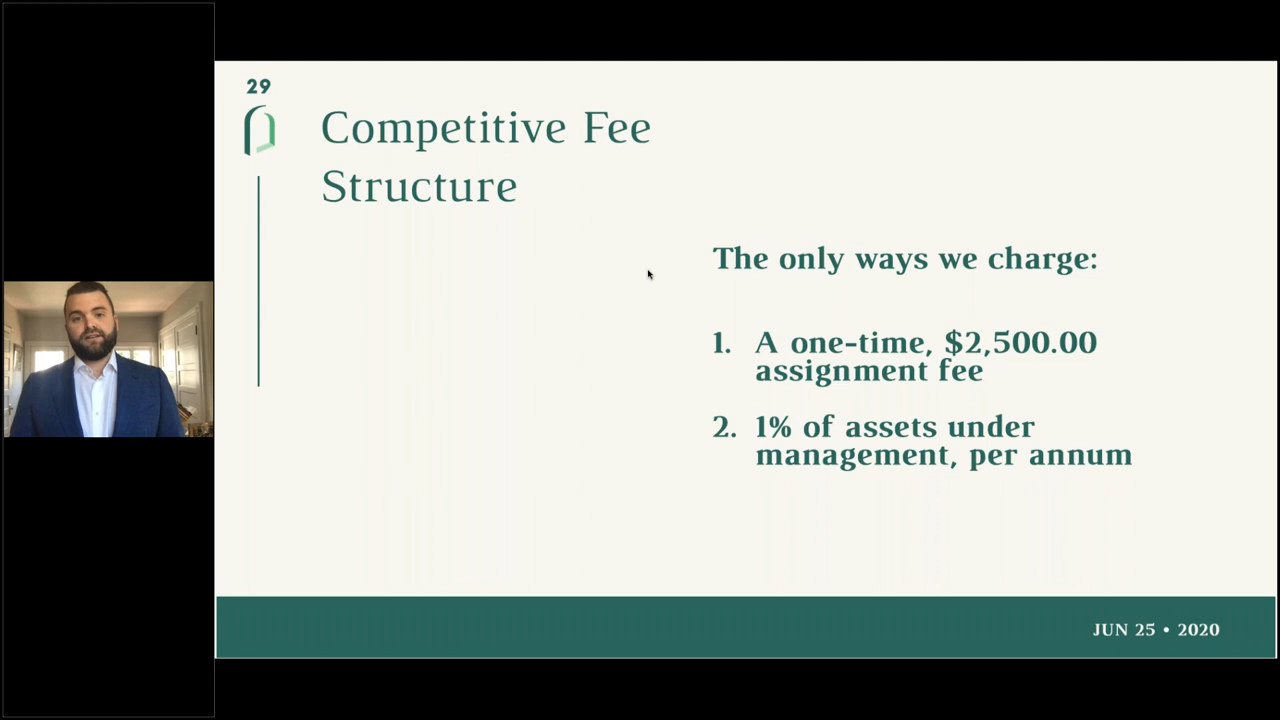 29
Competitive Fee
Structure
The only ways we charge:
1. A one-time, $2,500.00
assignment fee
2. 1% of assets under
management, per annum
JUN 25 • 2020